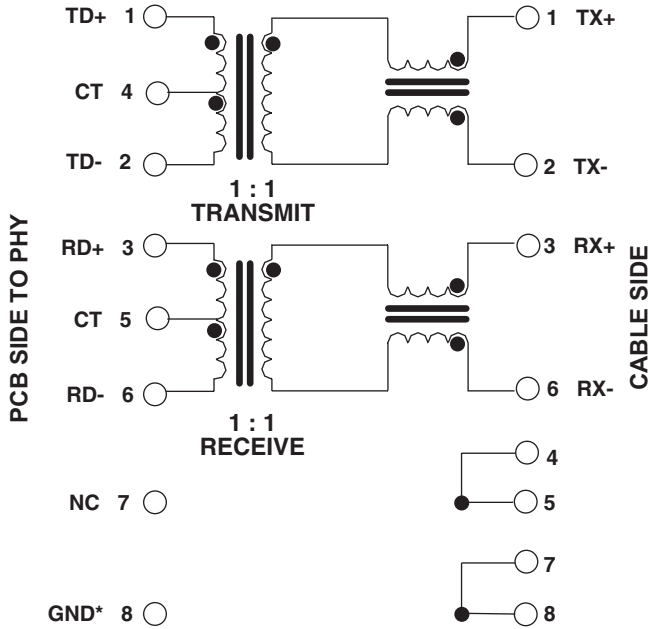 TD+ 1
1 TX+
CT 4
TD- 2
2 TX-
1 : 1
TRANSMIT
RD+ 3
3 RX+
CT 5
RD- 6
6 RX-
1 : 1
RECEIVE
PCB SIDE TO PHY
CABLE SIDE
4
NC 7
5
7
GND* 8
8